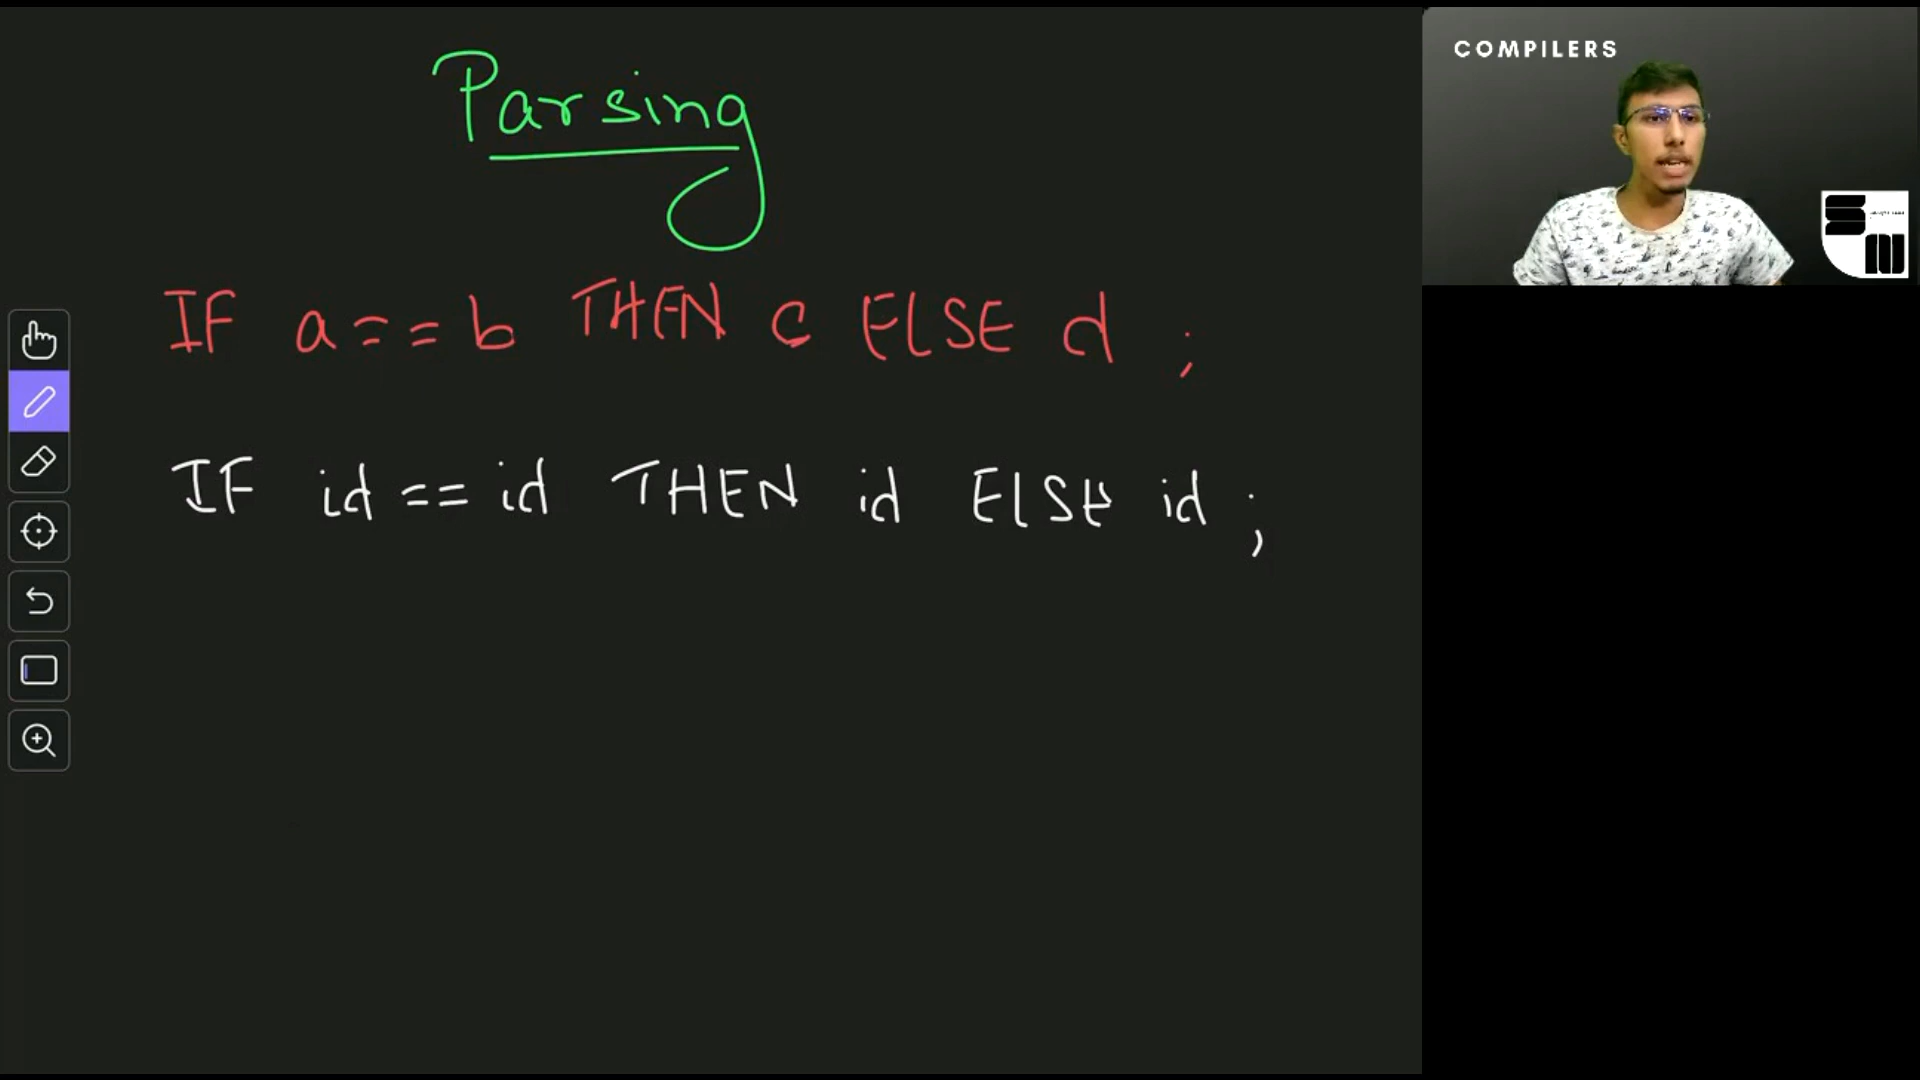 COMPILERS
Parsing
IF a == b THEN c ELSE d ;
IF id == id THEN id ELSE id ;